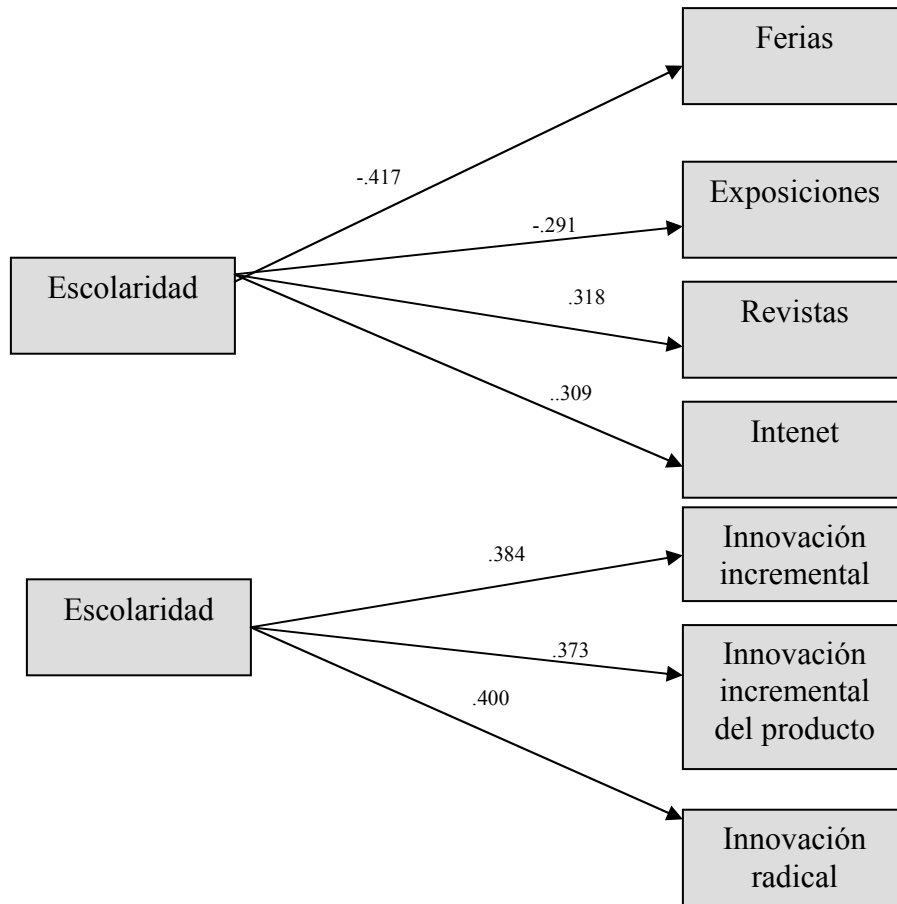 Ferias
-.417
Exposiciones
-.291
Escolaridad
.318
Revistas
..309
Intenet
.384
Innovación
incremental
Escolaridad
.373
Innovación
incremental
del producto
.400
Innovación
radical